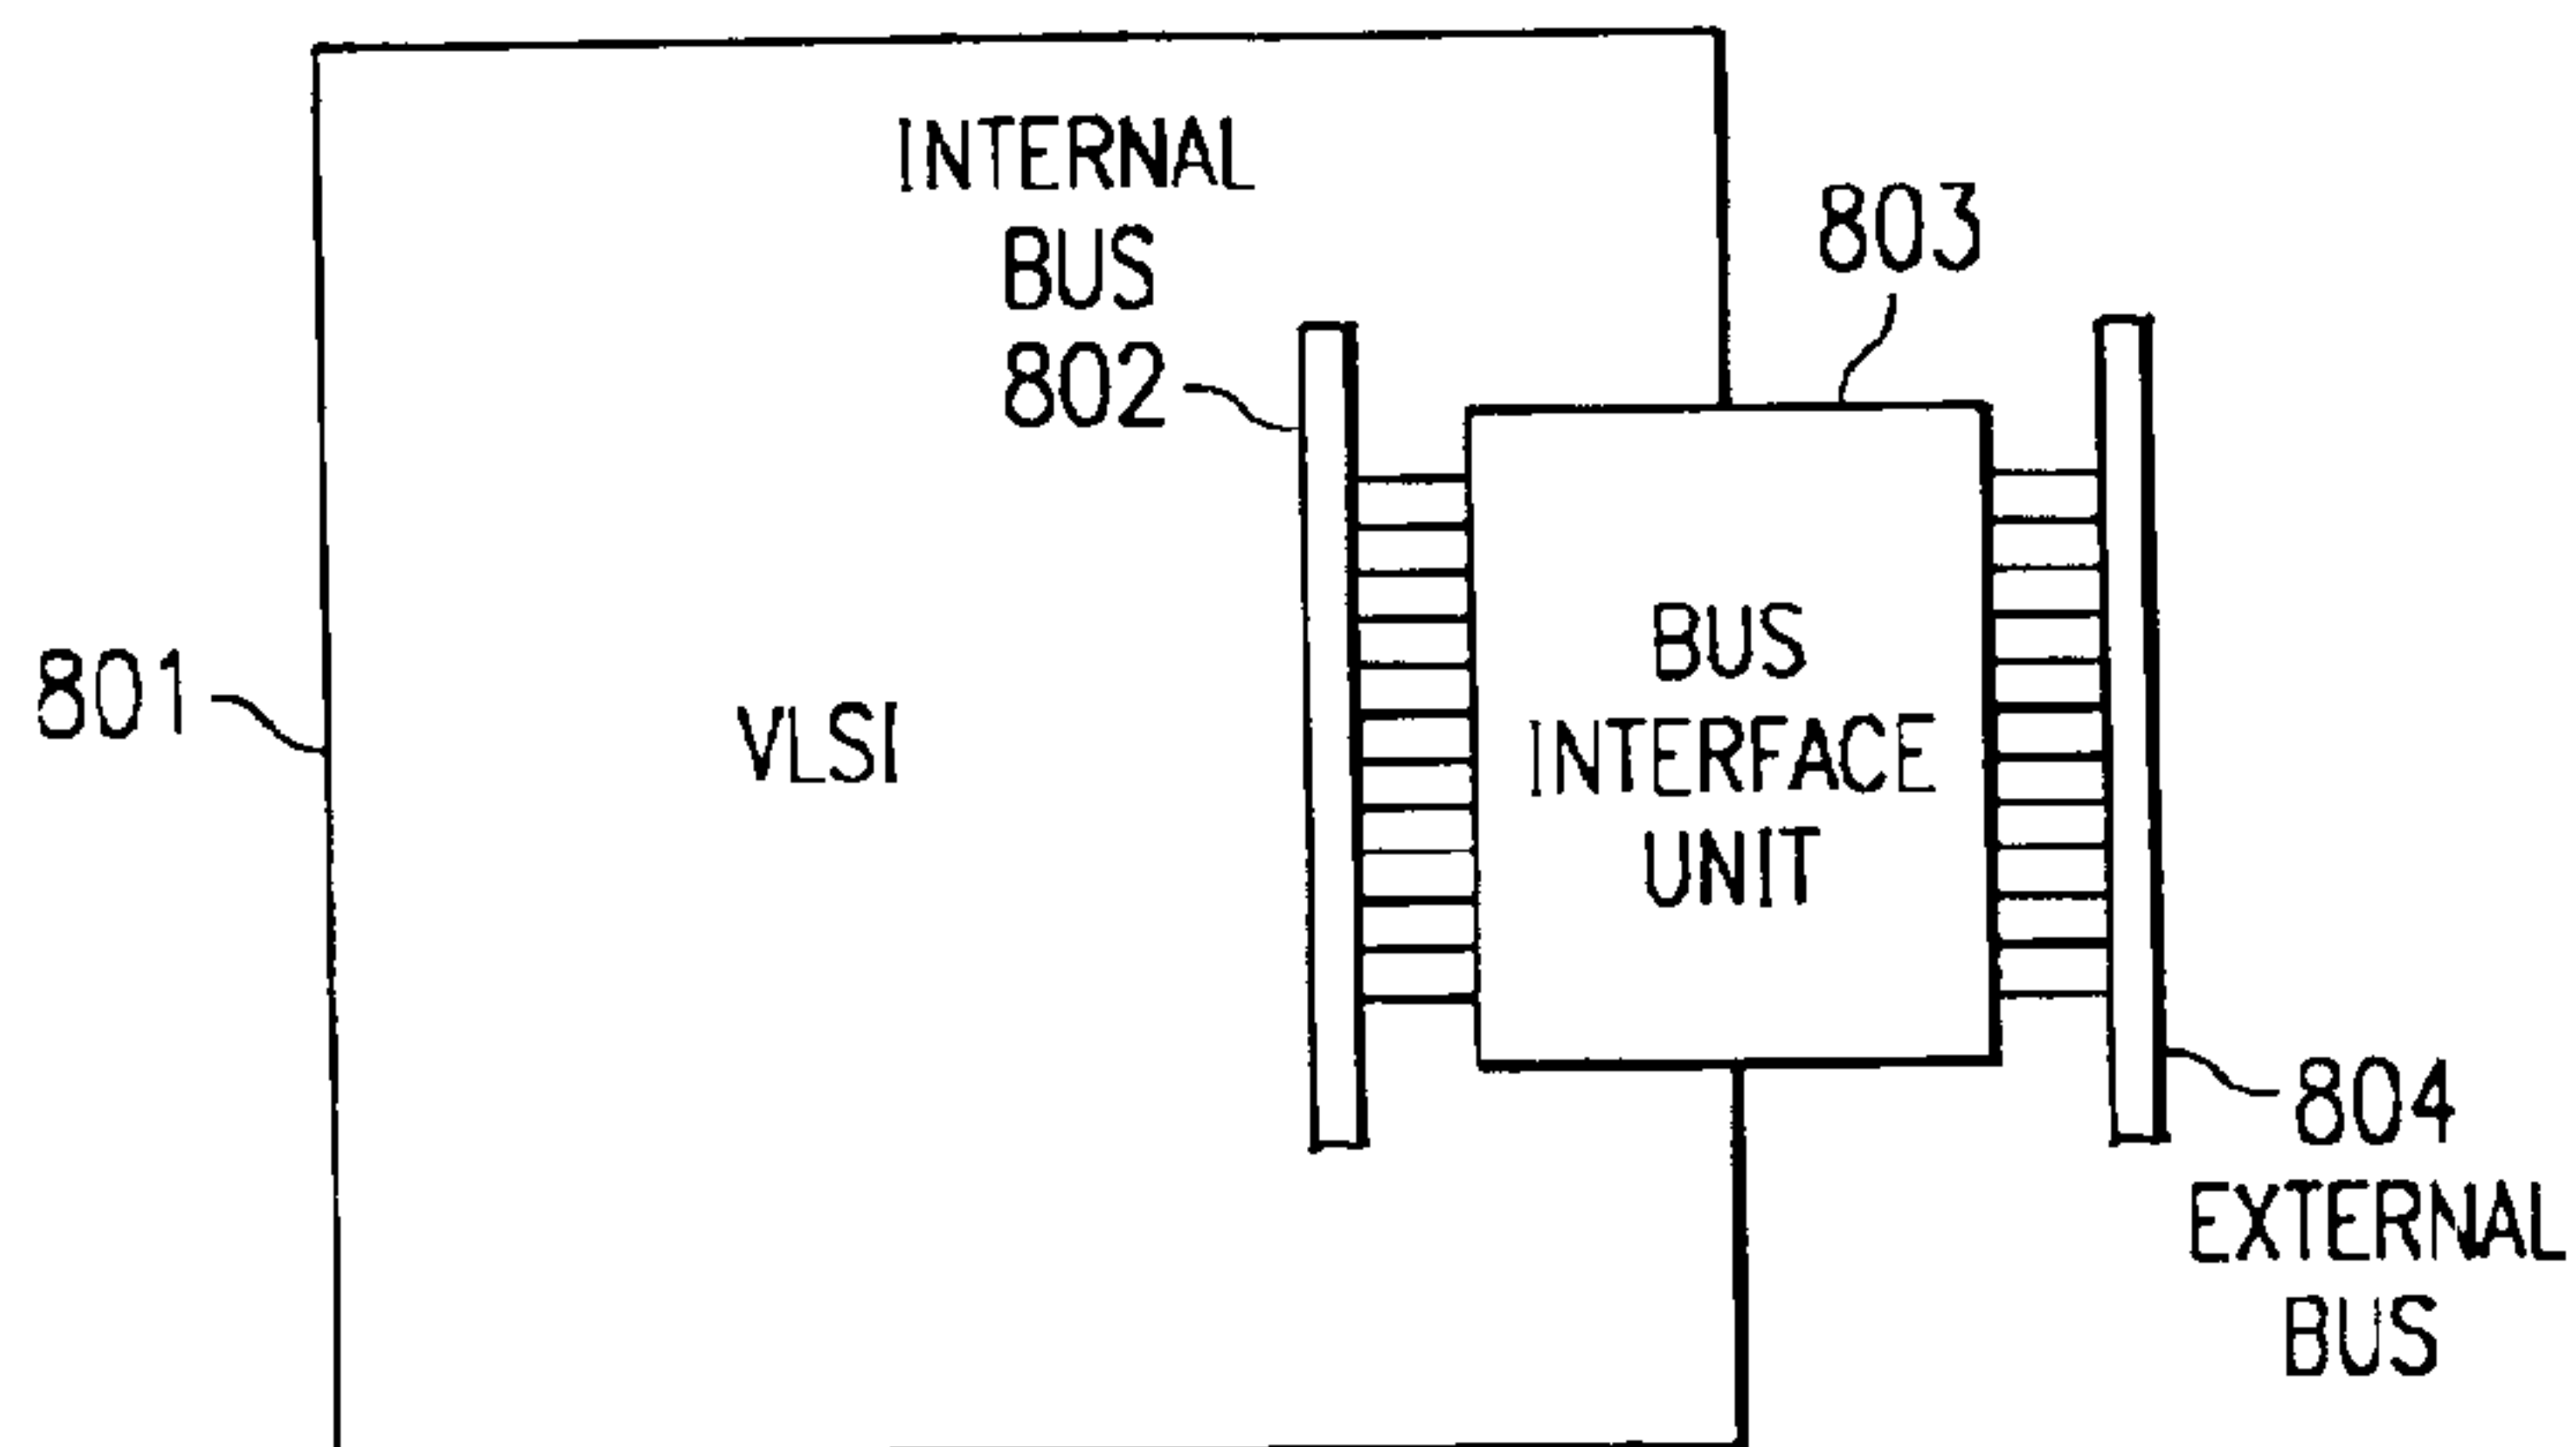 INTERNAL
BUS
802
803
801
VLSI
BUS
INTERFACE
UNIT
804
EXTERNAL
BUS